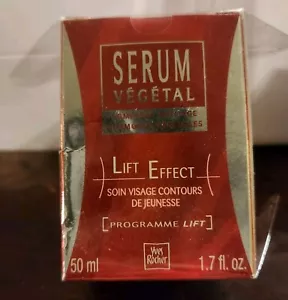 SERUM
VÉGÉTAL
LIFT EFFECT
SOIN VISAGE CONTOURS
DE JEUNESSE
[PROGRAMME LIFT]
YVES
ROCHER
50 ml 1.7 fl. oz.